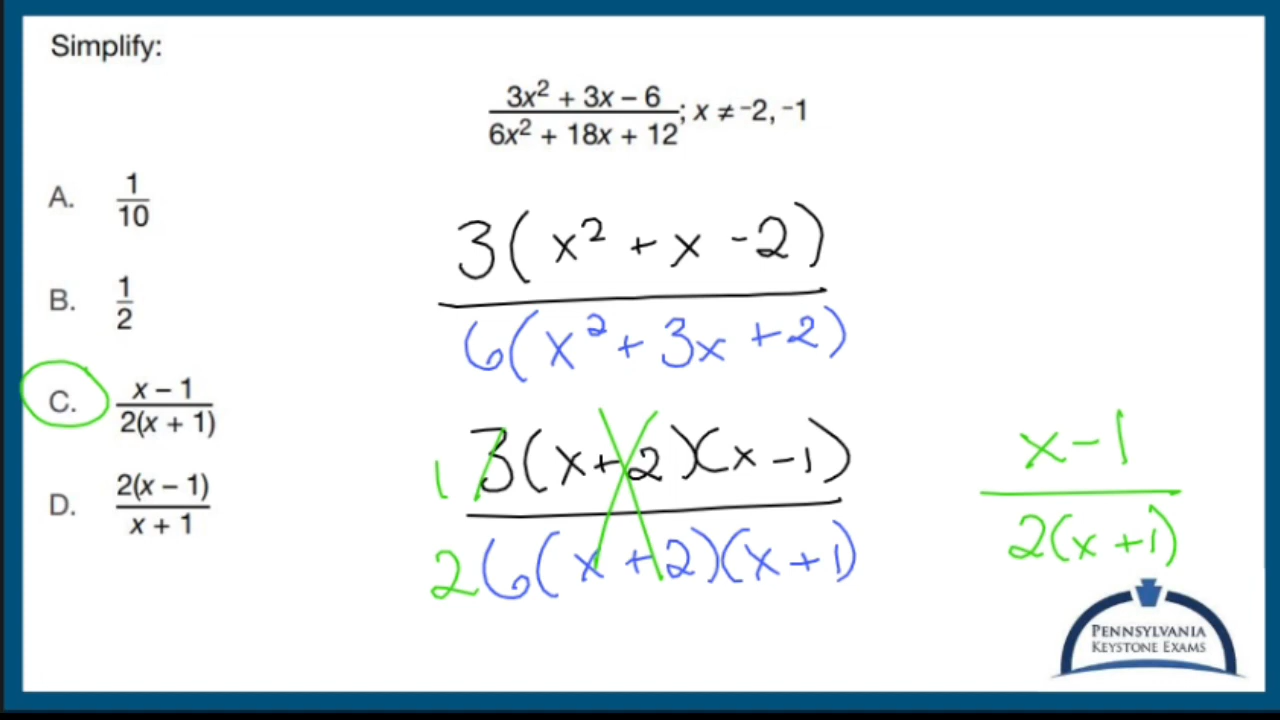 Simplify:
3x² + 3x – 6
6x² + 18x + 12
; x ≠ ⁻2, ⁻1
A. 1
10
B. 1
2
C. x – 1
2(x + 1)
D. 2(x – 1)
x + 1
3(x² + x - 2)
6(x² + 3x + 2)
1 3(x+2)(x-1)
2 6(x+2)(x+1)
x-1
2(x+1)
PENNSYLVANIA
KEYSTONE EXAMS